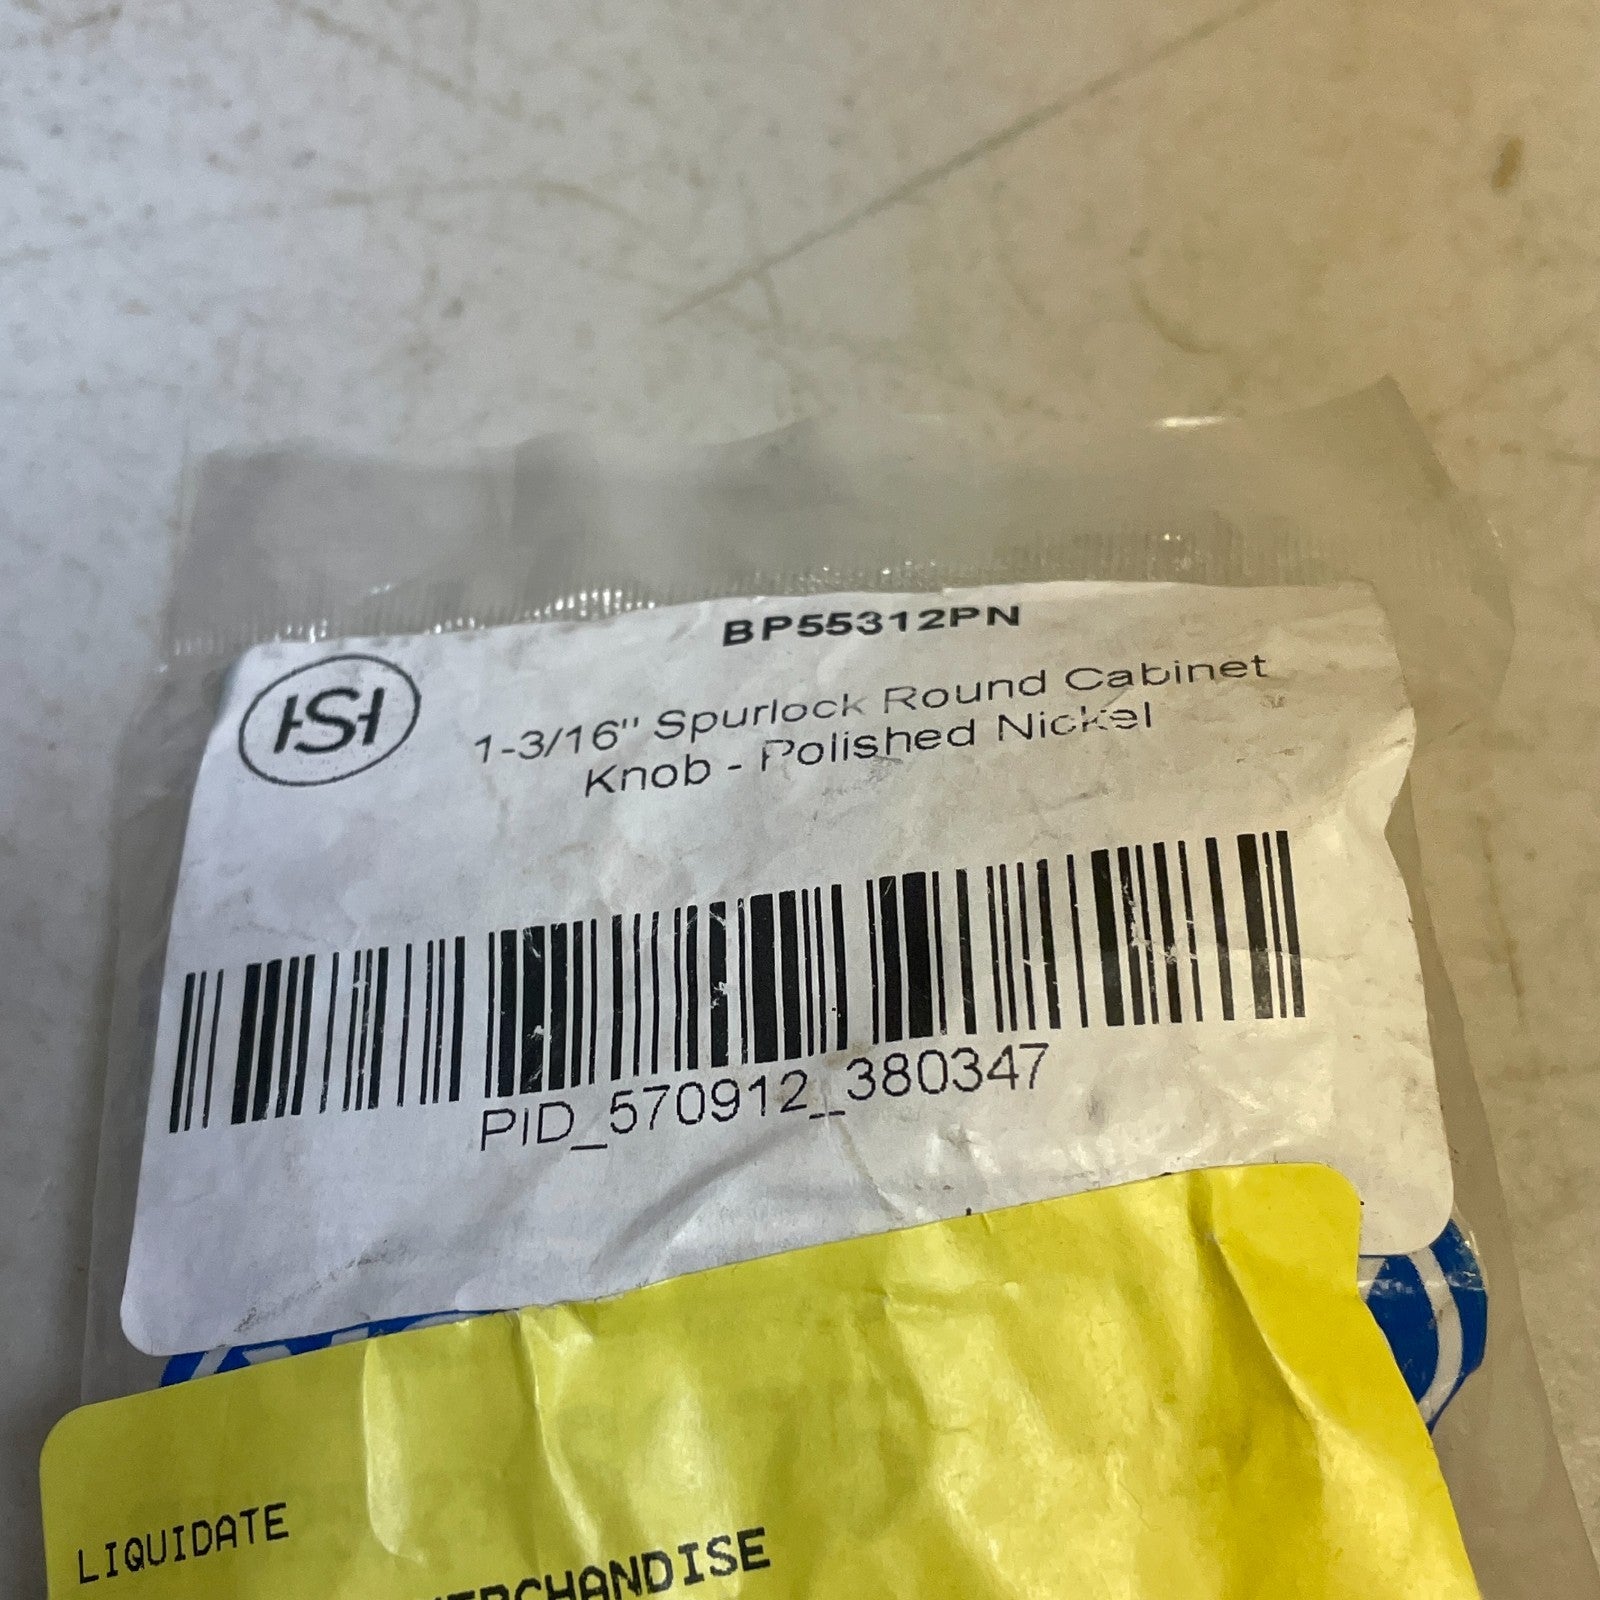 BP55312PN
HSH
1-3/16" Spurlock Round Cabinet
Knob - Polished Nickel
PID_570912_380347
LIQUIDATE
MERCHANDISE